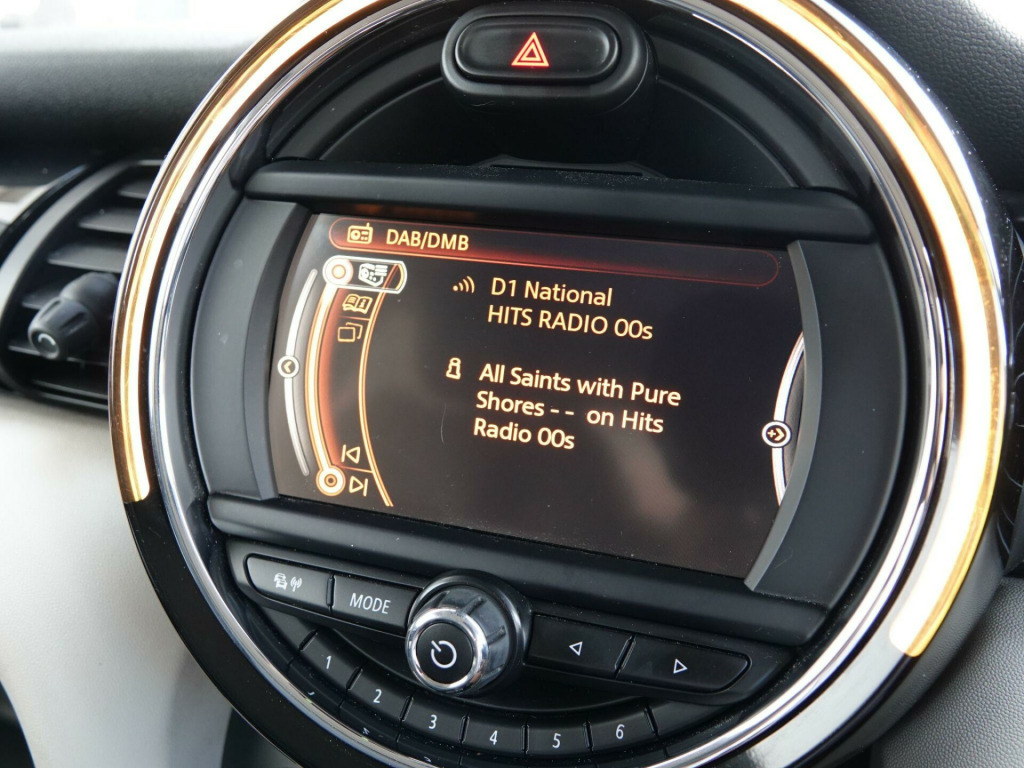 DAB/DMB
D1 National
HITS RADIO 00s
All Saints with Pure
Shores - - on Hits
Radio 00s
MODE
1
2
3
4
5
6